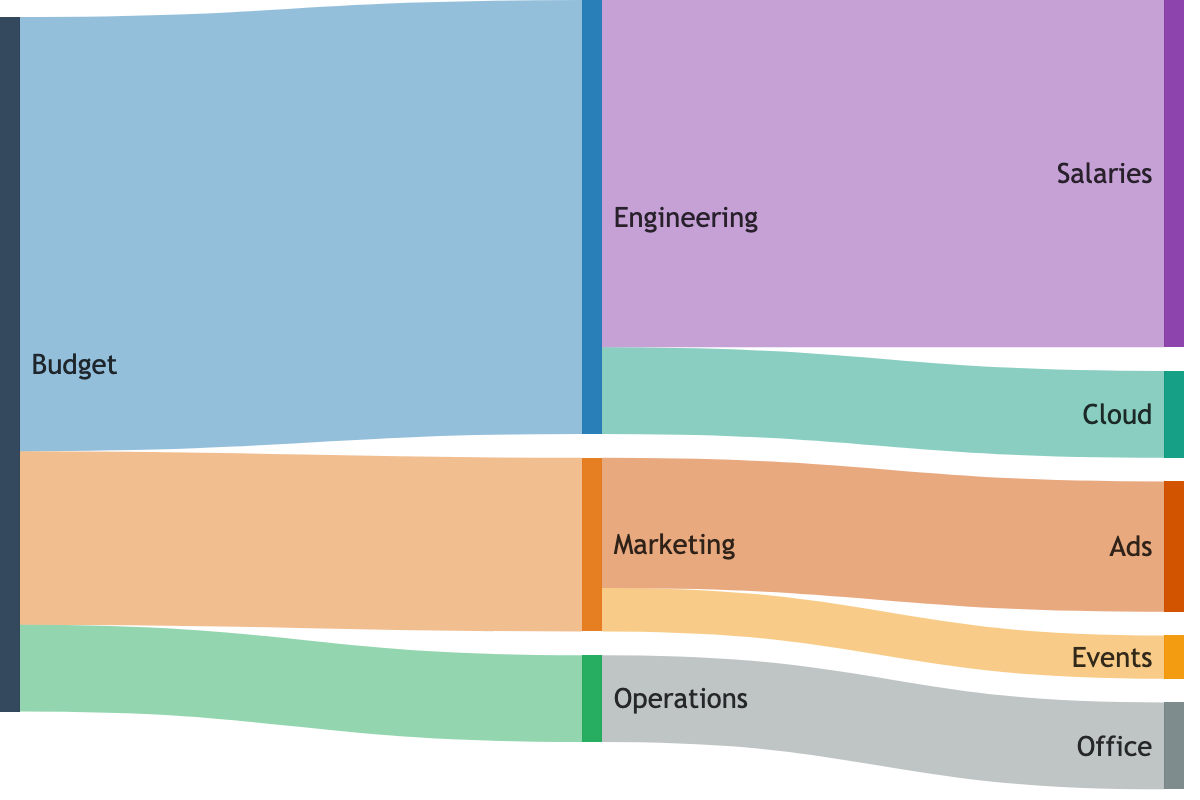 Budget
Engineering
Marketing
Operations
Salaries
Cloud
Ads
Events
Office